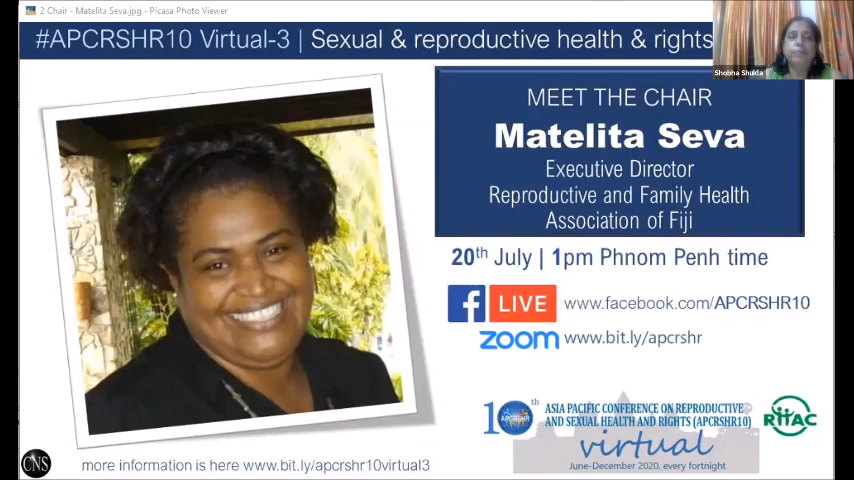 2 Chair - Matelita Seva.jpg - Picasa Photo Viewer
#APCRSHR10 Virtual-3 | Sexual & reproductive health & rights
Shobha Shukla
MEET THE CHAIR
Matelita Seva
Executive Director
Reproductive and Family Health
Association of Fiji
20th July | 1pm Phnom Penh time
f LIVE www.facebook.com/APCRSHR10
zoom www.bit.ly/apcrshr
10th ASIA PACIFIC CONFERENCE ON REPRODUCTIVE
AND SEXUAL HEALTH AND RIGHTS (APCRSHR10)
APCRSHR
virtual
June-December 2020, every fortnight
CNS
more information is here www.bit.ly/apcrshr10virtual3